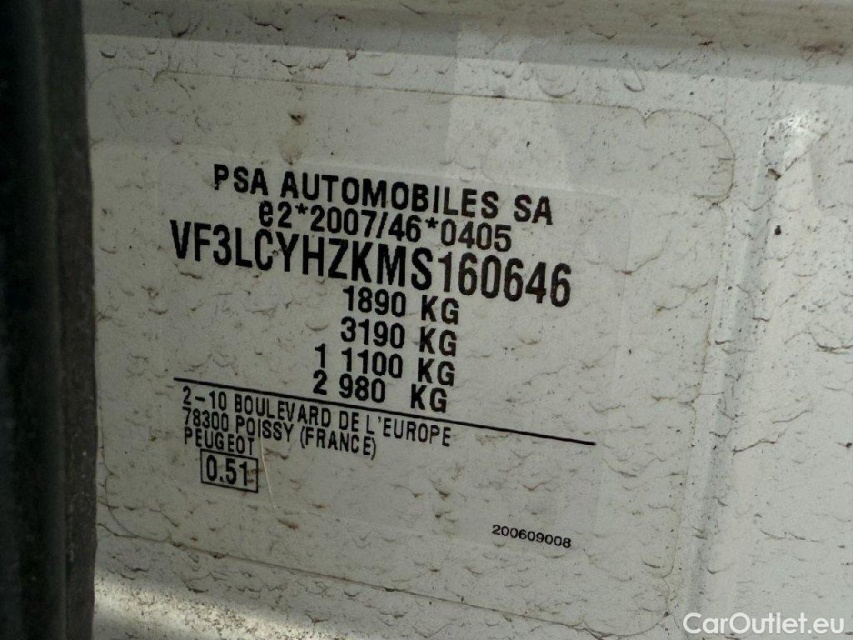 PSA AUTOMOBILES SA
e2*2007/46*0405
VF3LCYHZKMS160646
1890 KG
3190 KG
1 1100 KG
2 980 KG
2-10 BOULEVARD DE L'EUROPE
78300 POISSY (FRANCE)
PEUGEOT
0.51
200609008
CarOutlet.eu